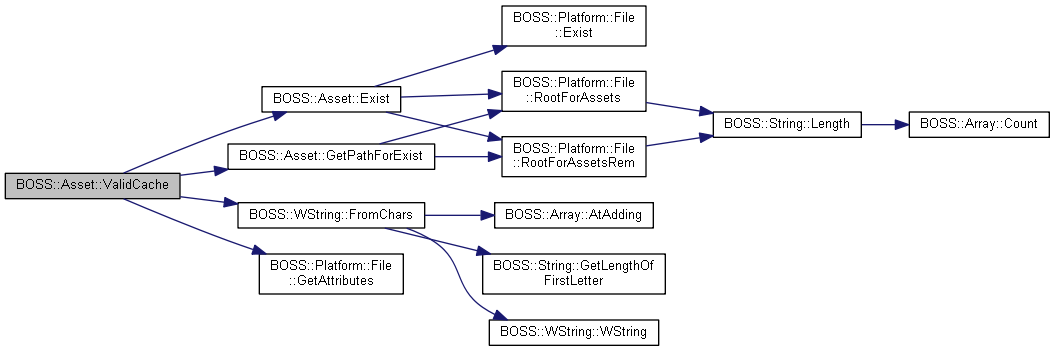 BOSS::Asset::ValidCache
BOSS::Asset::Exist
BOSS::Asset::GetPathForExist
BOSS::WString::FromChars
BOSS::Platform::File
::GetAttributes
BOSS::Platform::File
::Exist
BOSS::Platform::File
::RootForAssets
BOSS::Platform::File
::RootForAssetsRem
BOSS::Array::AtAdding
BOSS::String::GetLengthOf
FirstLetter
BOSS::WString::WString
BOSS::String::Length
BOSS::Array::Count